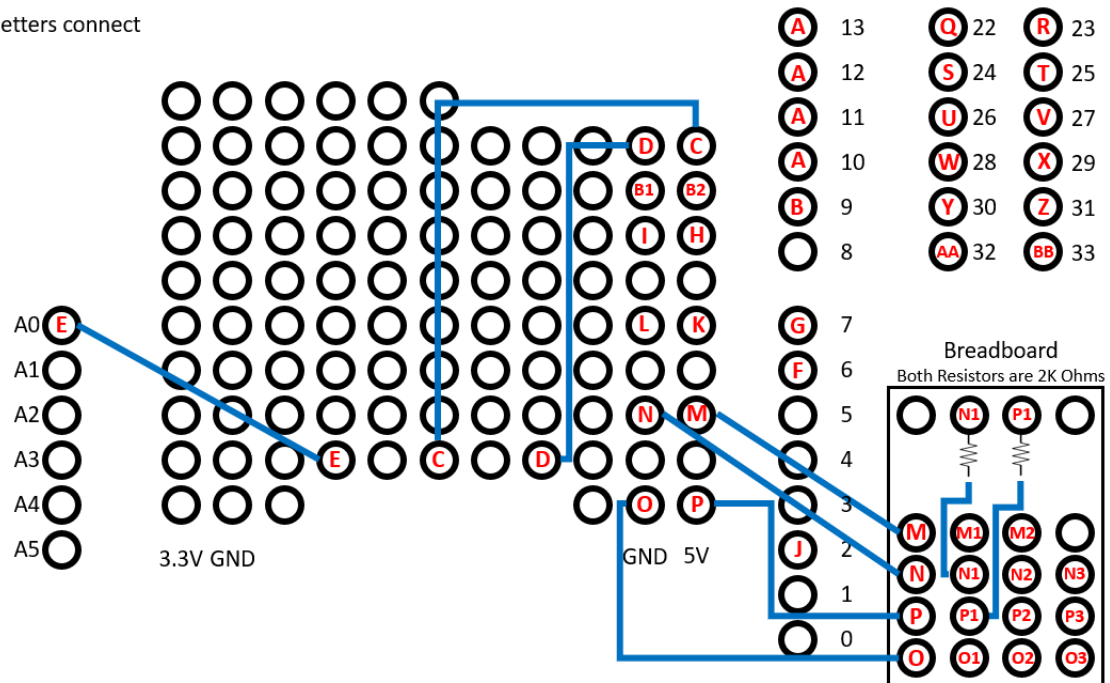 etters connect
A 13 Q 22 R 23
A 12 S 24 T 25
A 11 U 26 V 27
D C
A 10 W 28 X 29
B1 B2
B 9 Y 30 Z 31
I H
8 AA 32 BB 33
A0 E
L K
G 7
A1
F 6
Breadboard
Both Resistors are 2K Ohms
A2
N M
5
N1 P1
A3
E C D
4
A4
O P
3
M M1 M2
A5
3.3V GND
GND 5V
J 2
N N1 N2 N3
1
P P1 P2 P3
0
O O1 O2 O3